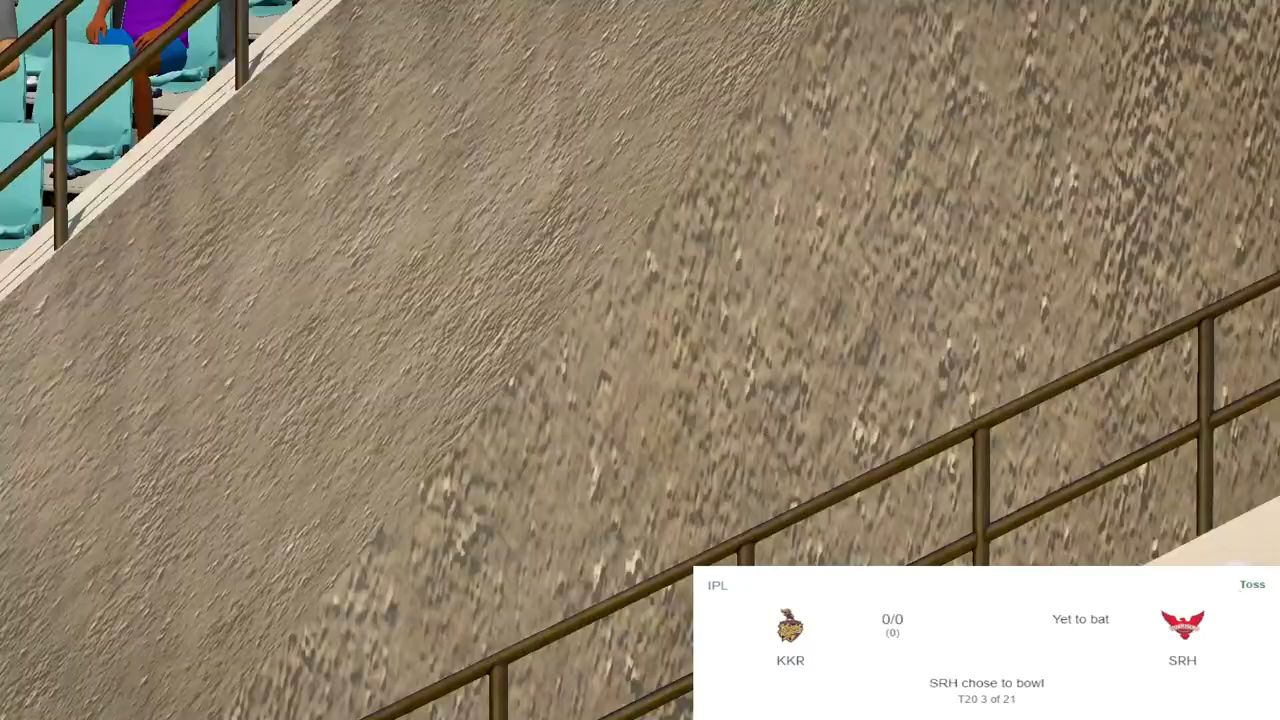 IPL
Toss
0/0
Yet to bat
(0)
KKR
SRH
SRH chose to bowl
T20 3 of 21